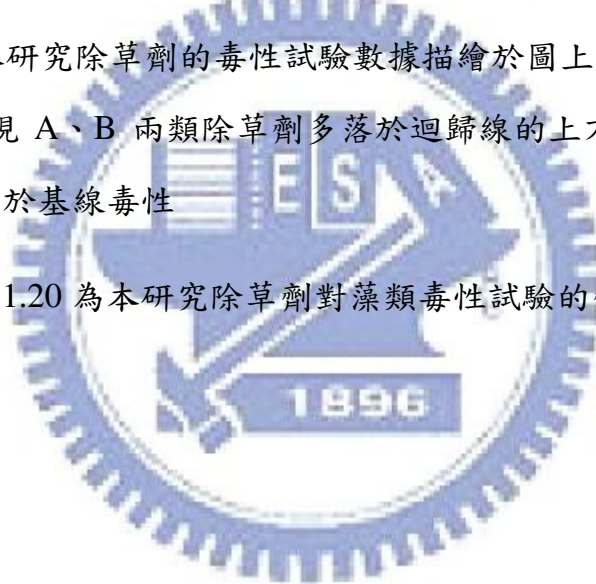 研究除草劑的毒性試驗數據描繪於圖上
現 A、B 兩類除草劑多落於迴歸線的上
於基線毒性
E S A
1.20 為本研究除草劑對藻類毒性試驗的
1896